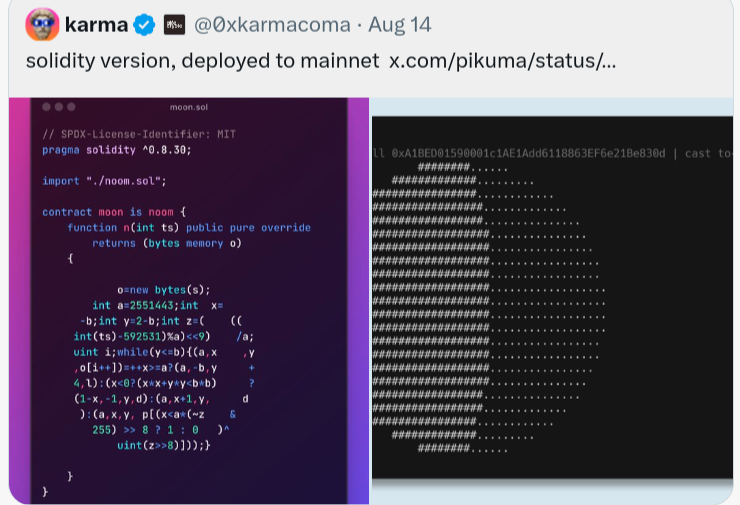 karma @0xkarmacoma · Aug 14
solidity version, deployed to mainnet x.com/pikuma/status/...
moon.sol
// SPDX-License-Identifier: MIT
pragma solidity ^0.8.30;
import "./noom.sol";
contract moon is noom {
function n(int ts) public pure override
returns (bytes memory o)
{
o=new bytes(s);
int a=2551443;int x=
-b;int y=2-b;int z=( ((
int(ts)-592531)%a)<<9) /a;
uint i;while(y<=b){(a,x ,y
,o[i++])=++x>=a?(a,-b,y +
4,l):(x<0?(x*x+y*y<b*b) ?
(1-x,-1,y,d):(a,x+1,y, d
):(a,x,y, p[(x<a*(~z &
255) >> 8 ? 1 : 0 )^
uint(z>>8)]));}
}
}
ll 0xA1BED01590001c1AE1Add6118863EF6e21Be830d | cast to-
########......
#############.........
################............
#################.............
#################...............
##################...............
##################................
##################.................
##################.................
##################..................
##################..................
##################..................
##################..................
##################.................
##################.................
##################................
##################...............
#################...............
#################.............
################............
#############.........
########......